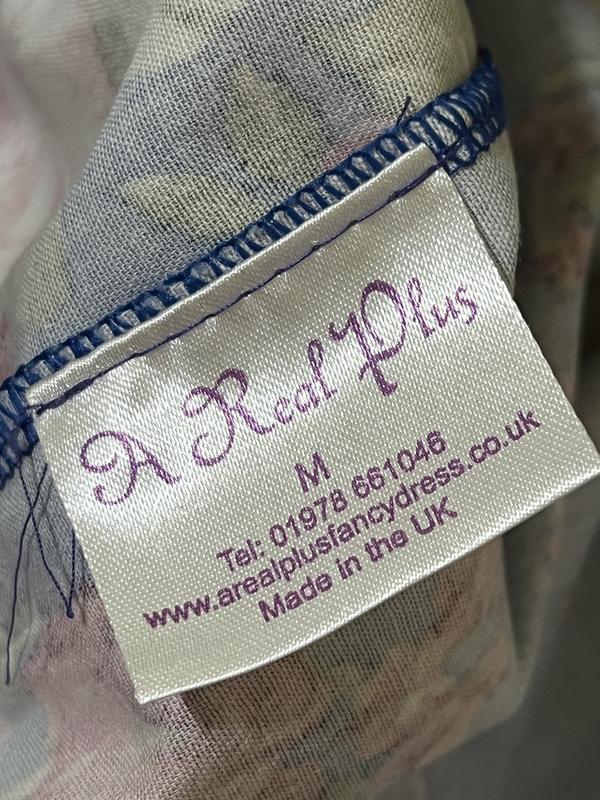 A Real Plus
M
Tel: 01978 661046
www.arealplusfancydress.co.uk
Made in the UK